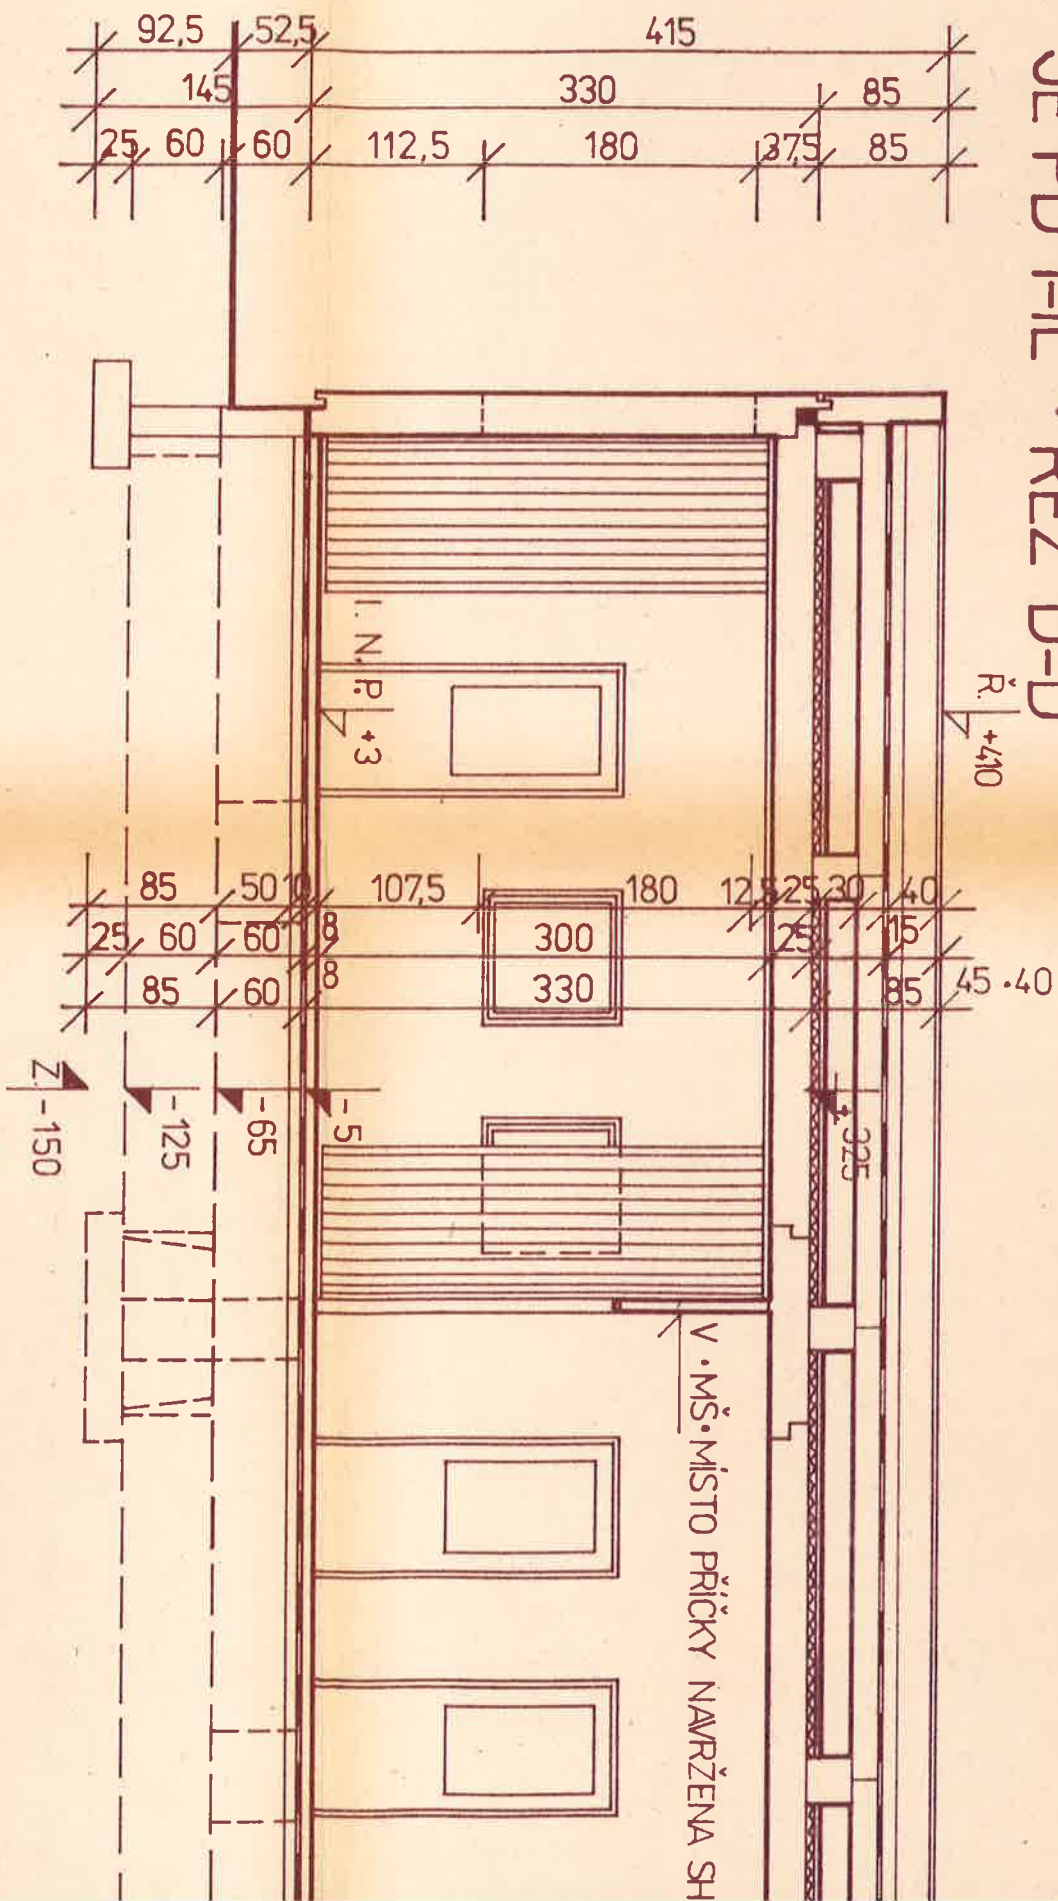 92,5 52,5 415
145 330 85
25 60 60 112,5 180 37,5 85
ŘEZ D-D
Ř. +410
I. N. P. +3
85 50 10 107,5 180 12,5 25 30 40
25 60 60 8 300 25 15
85 60 8 330 85 45 · 40
Z. -150
-125
-65
-5
+325
V · MŠ · MÍSTO PŘÍČKY NAVRŽENA SH